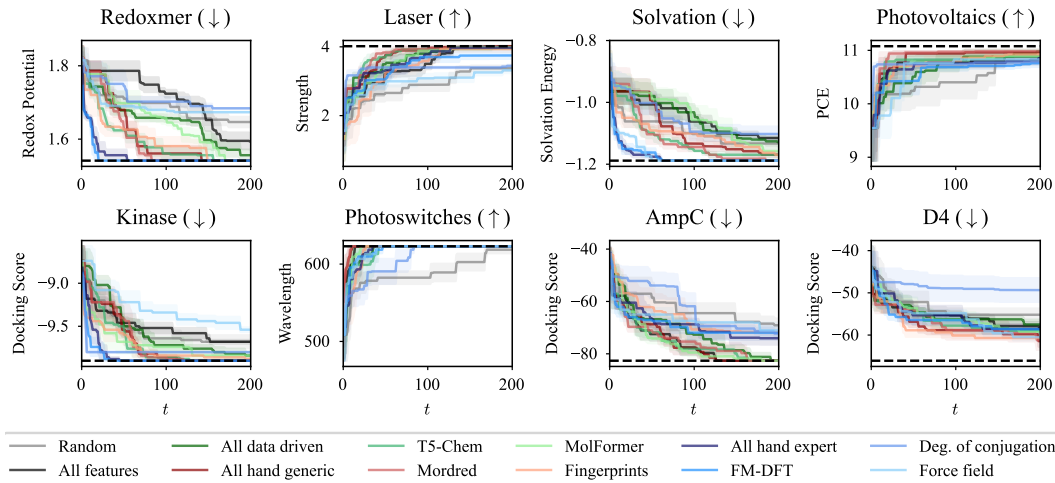 Redoxmer (↓) Laser (↑) Solvation (↓) Photovoltaics (↑)
Redox Potential
1.8
1.6
0 100 200
Strength
4
2
0 100 200
Solvation Energy
−0.8
−1.0
−1.2
0 100 200
PCE
11
10
9
0 100 200
Kinase (↓) Photoswitches (↑) AmpC (↓) D4 (↓)
Docking Score
−9.0
−9.5
0 100 200
t
Wavelength
600
500
0 100 200
t
Docking Score
−40
−60
−80
0 100 200
t
Docking Score
−40
−50
−60
0 100 200
t
Random All data driven T5-Chem MolFormer All hand expert Deg. of conjugation
All features All hand generic Mordred Fingerprints FM-DFT Force field